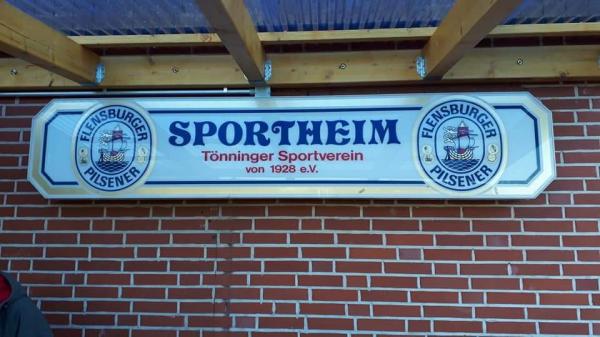 FLENSBURGER
PILSENER
SPORTHEIM
Tönninger Sportverein
von 1928 e.V.
FLENSBURGER
PILSENER